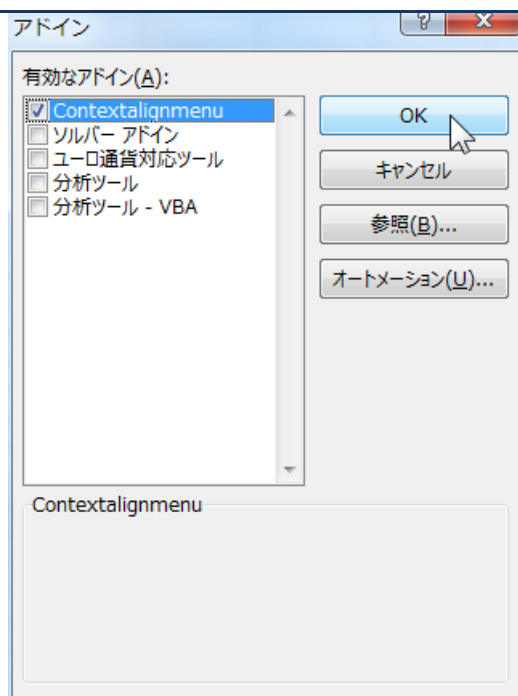 アドイン
有効なアドイン(A):
Contextalignmenu
ソルバー アドイン
ユーロ通貨対応ツール
分析ツール
分析ツール - VBA
OK
キャンセル
参照(B)...
オートメーション(U)...
Contextalignmenu